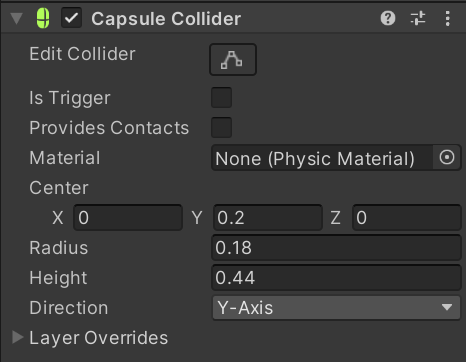 Capsule Collider
Edit Collider
Is Trigger
Provides Contacts
Material None (Physic Material)
Center
X 0 Y 0.2 Z 0
Radius 0.18
Height 0.44
Direction Y-Axis
Layer Overrides